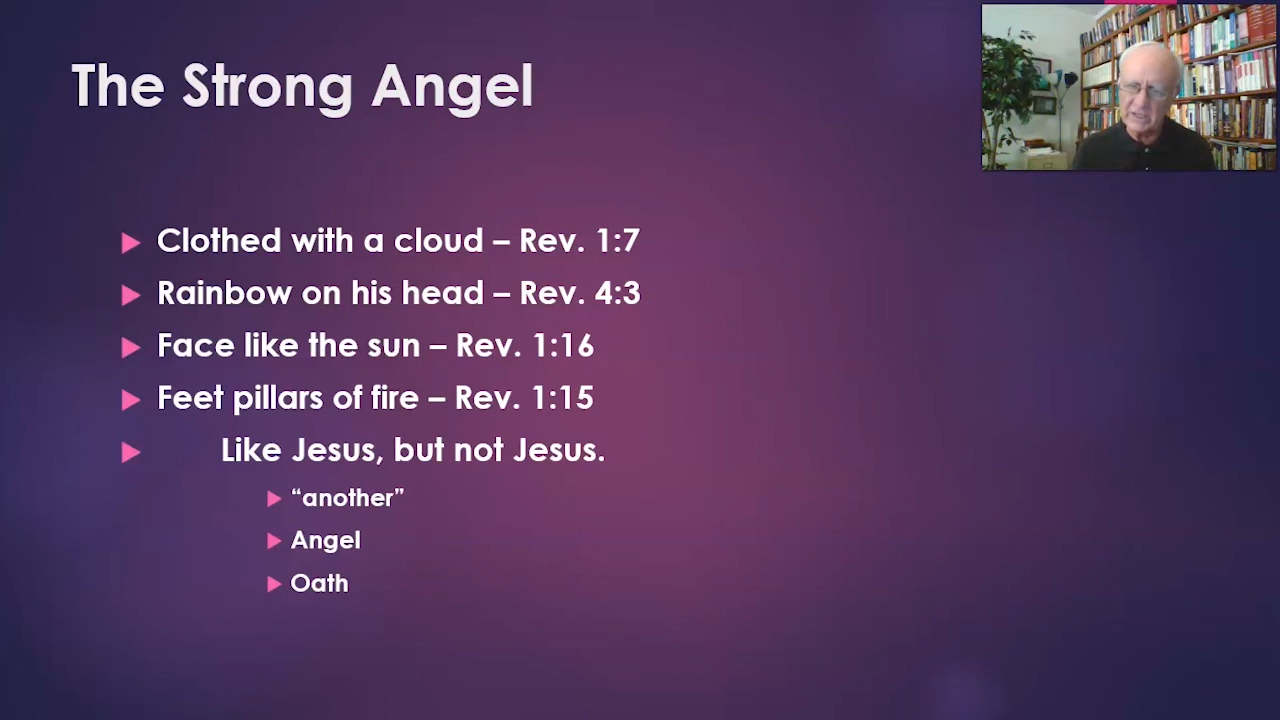 The Strong Angel
Clothed with a cloud – Rev. 1:7
Rainbow on his head – Rev. 4:3
Face like the sun – Rev. 1:16
Feet pillars of fire – Rev. 1:15
Like Jesus, but not Jesus.
“another”
Angel
Oath